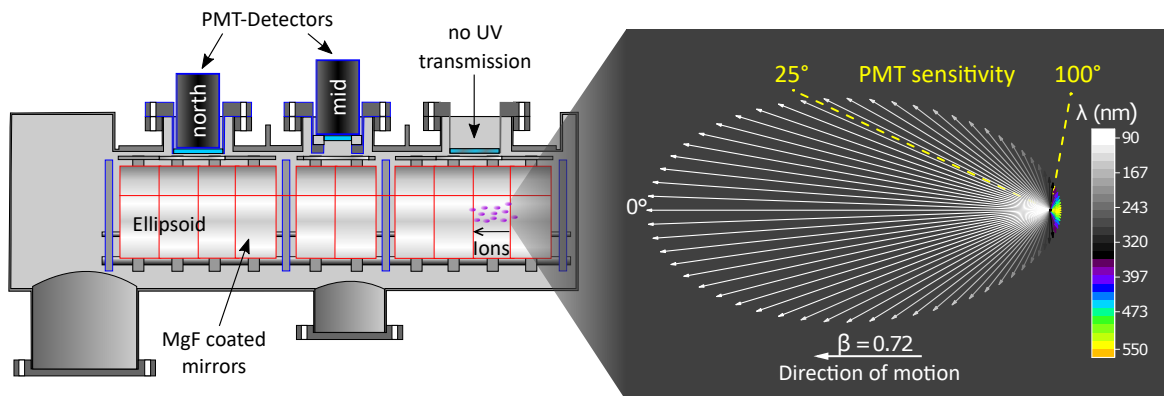 PMT-Detectors
north
mid
no UV
transmission
Ellipsoid
Ions
MgF coated
mirrors
25°
PMT sensitivity
100°
λ (nm)
90
167
243
320
397
473
550
0°
β = 0.72
Direction of motion